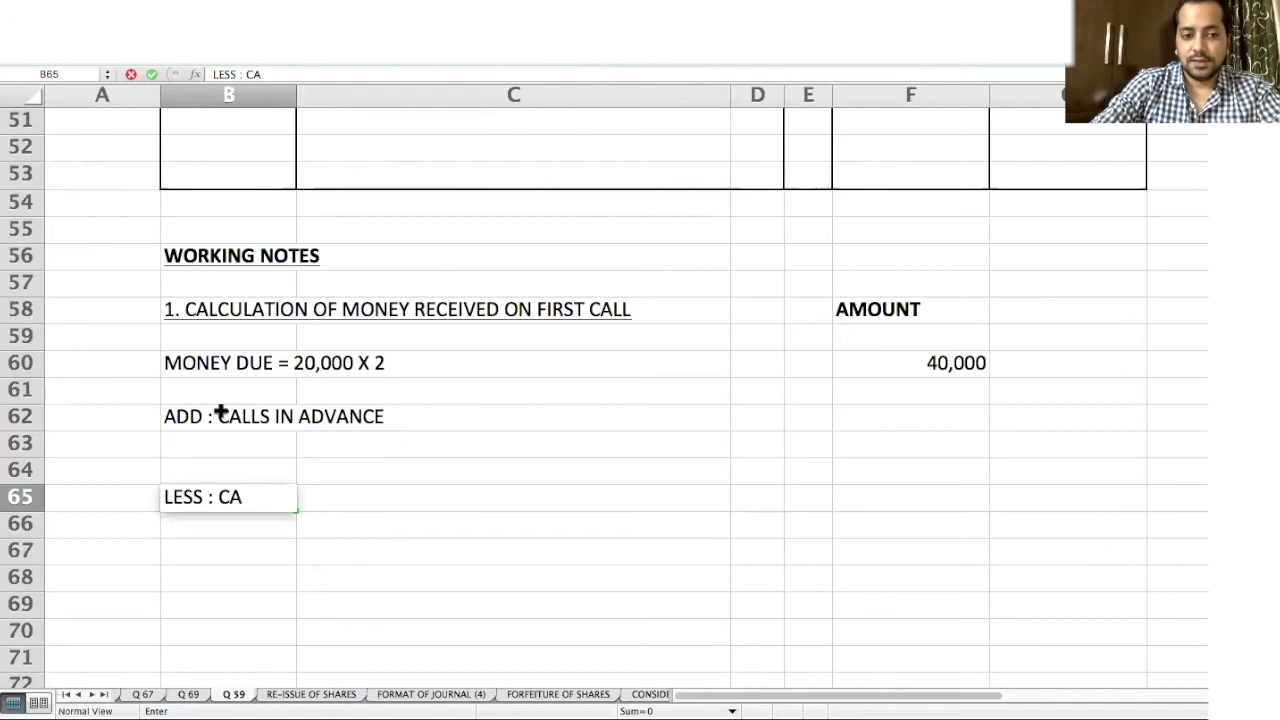 B65 fx LESS : CA
A B C D E F
51
52
53
54
55
56 WORKING NOTES
57
58 1. CALCULATION OF MONEY RECEIVED ON FIRST CALL AMOUNT
59
60 MONEY DUE = 20,000 X 2 40,000
61
62 ADD : CALLS IN ADVANCE
63
64
65 LESS : CA
66
67
68
69
70
71
72
Q 67 Q 69 Q 59 RE-ISSUE OF SHARES FORMAT OF JOURNAL (4) FORFEITURE OF SHARES CONSIDI
Normal View Enter Sum=0